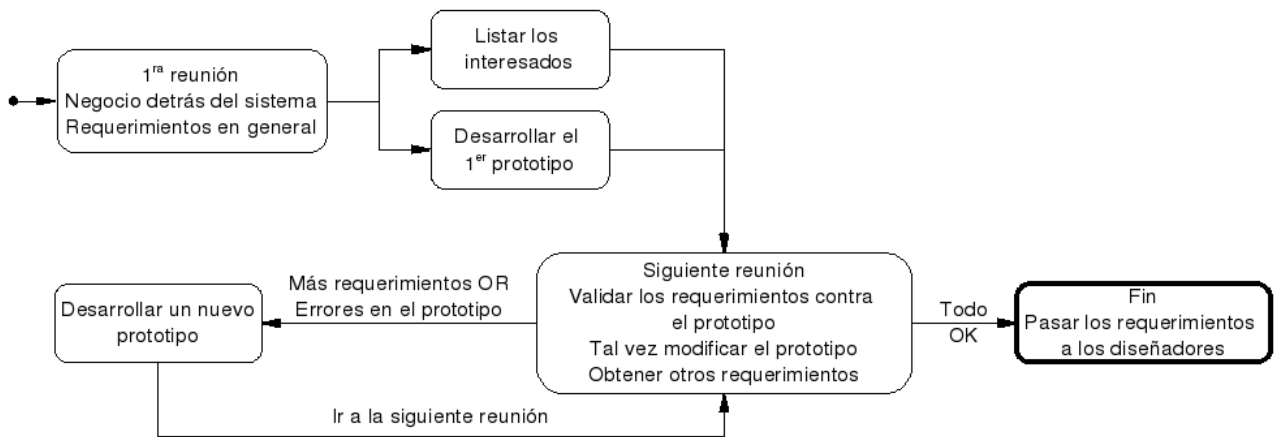 1ra reunión
Negocio detrás del sistema
Requerimientos en general
Listar los
interesados
Desarrollar el
1er prototipo
Siguiente reunión
Validar los requerimientos contra
el prototipo
Tal vez modificar el prototipo
Obtener otros requerimientos
Más requerimientos OR
Errores en el prototipo
Desarrollar un nuevo
prototipo
Ir a la siguiente reunión
Todo
OK
Fin
Pasar los requerimientos
a los diseñadores